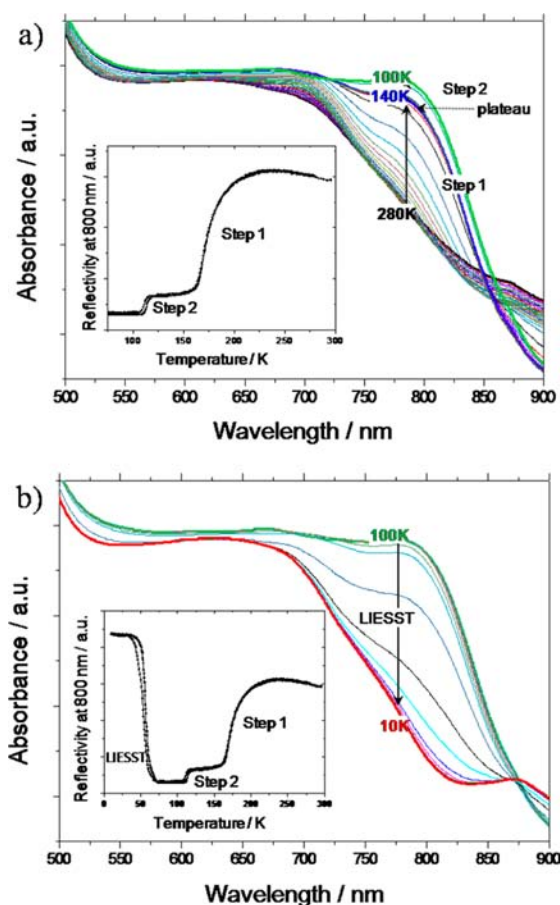 a)
Absorbance / a.u.
100K
Step 2
140K
plateau
Step 1
280K
Reflectivity at 800 nm / a.u.
Step 1
Step 2
100 150 200 250 300
Temperature / K
500 550 600 650 700 750 800 850 900
Wavelength / nm
b)
Absorbance / a.u.
100K
LIESST
10K
Reflectivity at 800 nm / a.u.
Step 1
LIESST
Step 2
0 50 100 150 200 250 300
Temperature / K
500 550 600 650 700 750 800 850 900
Wavelength / nm